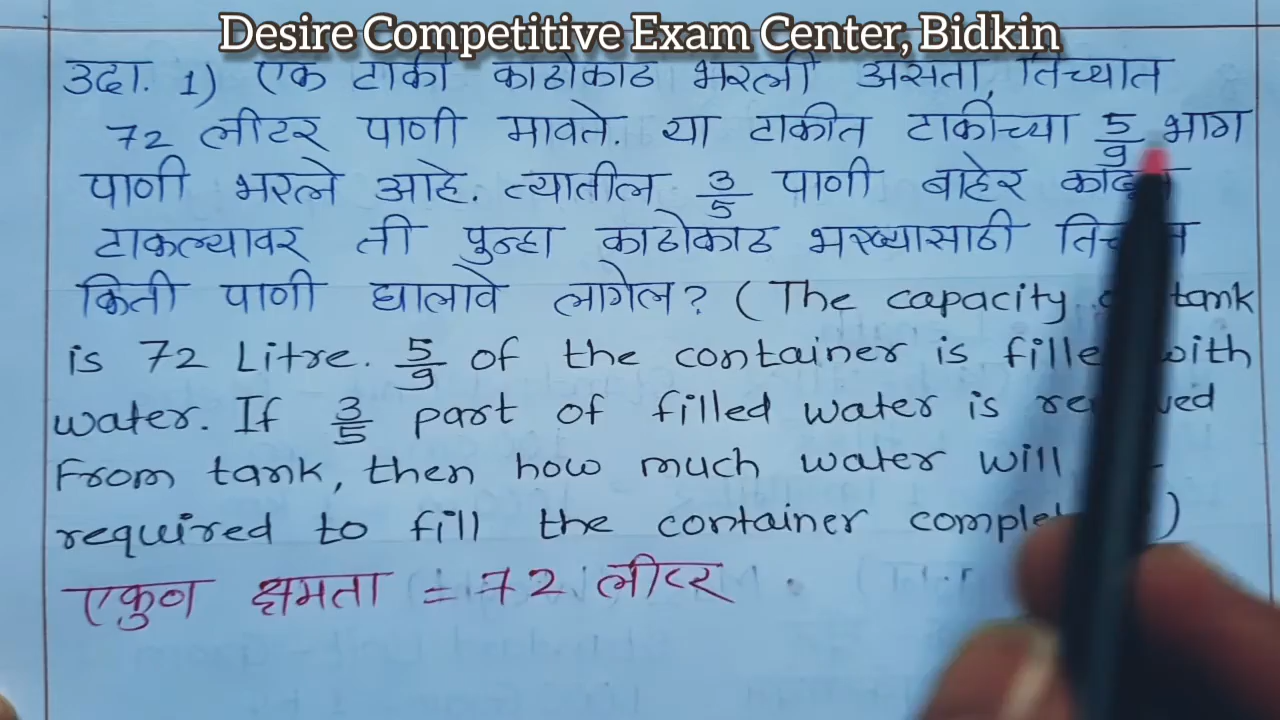 Desire Competitive Exam Center, Bidkin
उदा. 1) एक टाकी काठोकाठ भरली असता, तिच्यात
72 लीटर पाणी मावते. या टाकीत टाकीच्या 5/9 भाग
पाणी भरले आहे. त्यातील 3/5 पाणी बाहेर
टाकल्यावर ती पुन्हा काठोकाठ भरण्यासाठी
किती पाणी घालावे लागेल? (The capacity tank
is 72 Litre. 5/9 of the container is with
water. If 3/5 part of filled water is
From tank, then how much water will
required to fill the container )
एकुण क्षमता = 72 लीटर